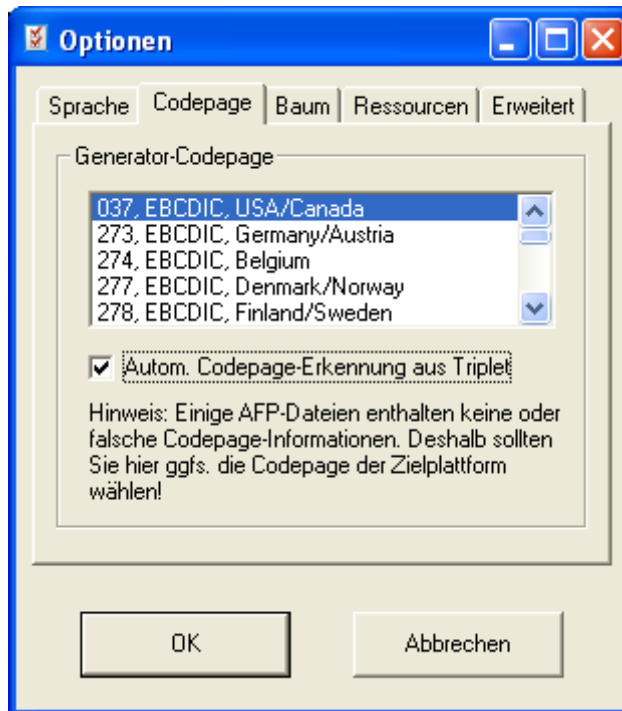 Optionen
Sprache Codepage Baum Ressourcen Erweitert
Generator-Codepage
037, EBCDIC, USA/Canada
273, EBCDIC, Germany/Austria
274, EBCDIC, Belgium
277, EBCDIC, Denmark/Norway
278, EBCDIC, Finland/Sweden
Autom. Codepage-Erkennung aus Triplet
Hinweis: Einige AFP-Dateien enthalten keine oder
falsche Codepage-Informationen. Deshalb sollten
Sie hier ggfs. die Codepage der Zielplattform
wählen!
OK Abbrechen